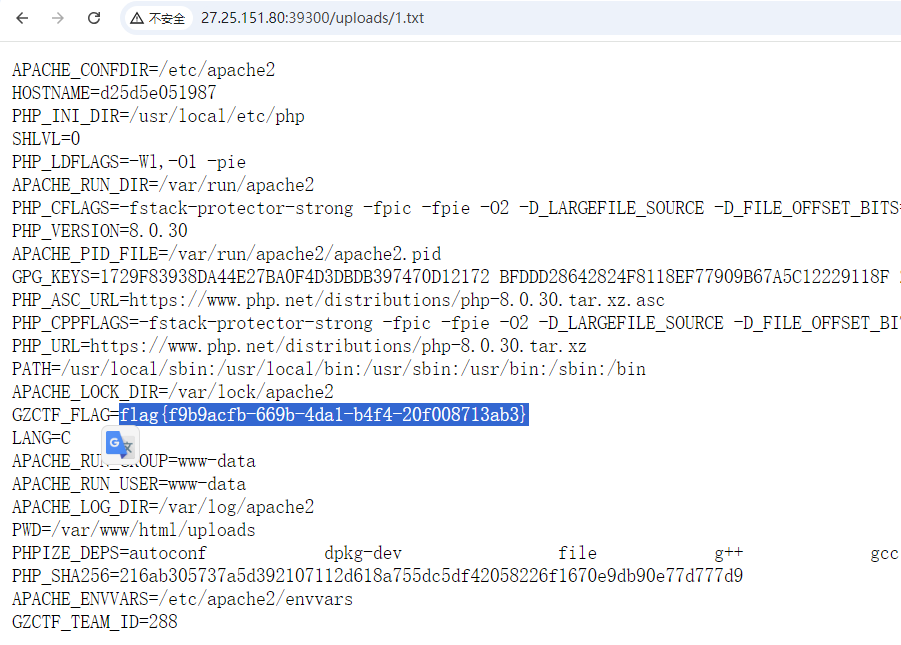 不安全 27.25.151.80:39300/uploads/1.txt
APACHE_CONFDIR=/etc/apache2
HOSTNAME=d25d5e051987
PHP_INI_DIR=/usr/local/etc/php
SHLVL=0
PHP_LDFLAGS=-Wl,-O1 -pie
APACHE_RUN_DIR=/var/run/apache2
PHP_CFLAGS=-fstack-protector-strong -fpic -fpie -O2 -D_LARGEFILE_SOURCE -D_FILE_OFFSET_BITS=
PHP_VERSION=8.0.30
APACHE_PID_FILE=/var/run/apache2/apache2.pid
GPG_KEYS=1729F83938DA44E27BA0F4D3DBDB397470D12172 BFDDD28642824F8118EF77909B67A5C12229118F
PHP_ASC_URL=https://www.php.net/distributions/php-8.0.30.tar.xz.asc
PHP_CPPFLAGS=-fstack-protector-strong -fpic -fpie -O2 -D_LARGEFILE_SOURCE -D_FILE_OFFSET_BI
PHP_URL=https://www.php.net/distributions/php-8.0.30.tar.xz
PATH=/usr/local/sbin:/usr/local/bin:/usr/sbin:/usr/bin:/sbin:/bin
APACHE_LOCK_DIR=/var/lock/apache2
GZCTF_FLAG=flag{f9b9acfb-669b-4da1-b4f4-20f008713ab3}
LANG=C
APACHE_RUN_GROUP=www-data
APACHE_RUN_USER=www-data
APACHE_LOG_DIR=/var/log/apache2
PWD=/var/www/html/uploads
PHPIZE_DEPS=autoconf dpkg-dev file g++ gcc
PHP_SHA256=216ab305737a5d392107112d618a755dc5df42058226f1670e9db90e77d777d9
APACHE_ENVVARS=/etc/apache2/envvars
GZCTF_TEAM_ID=288